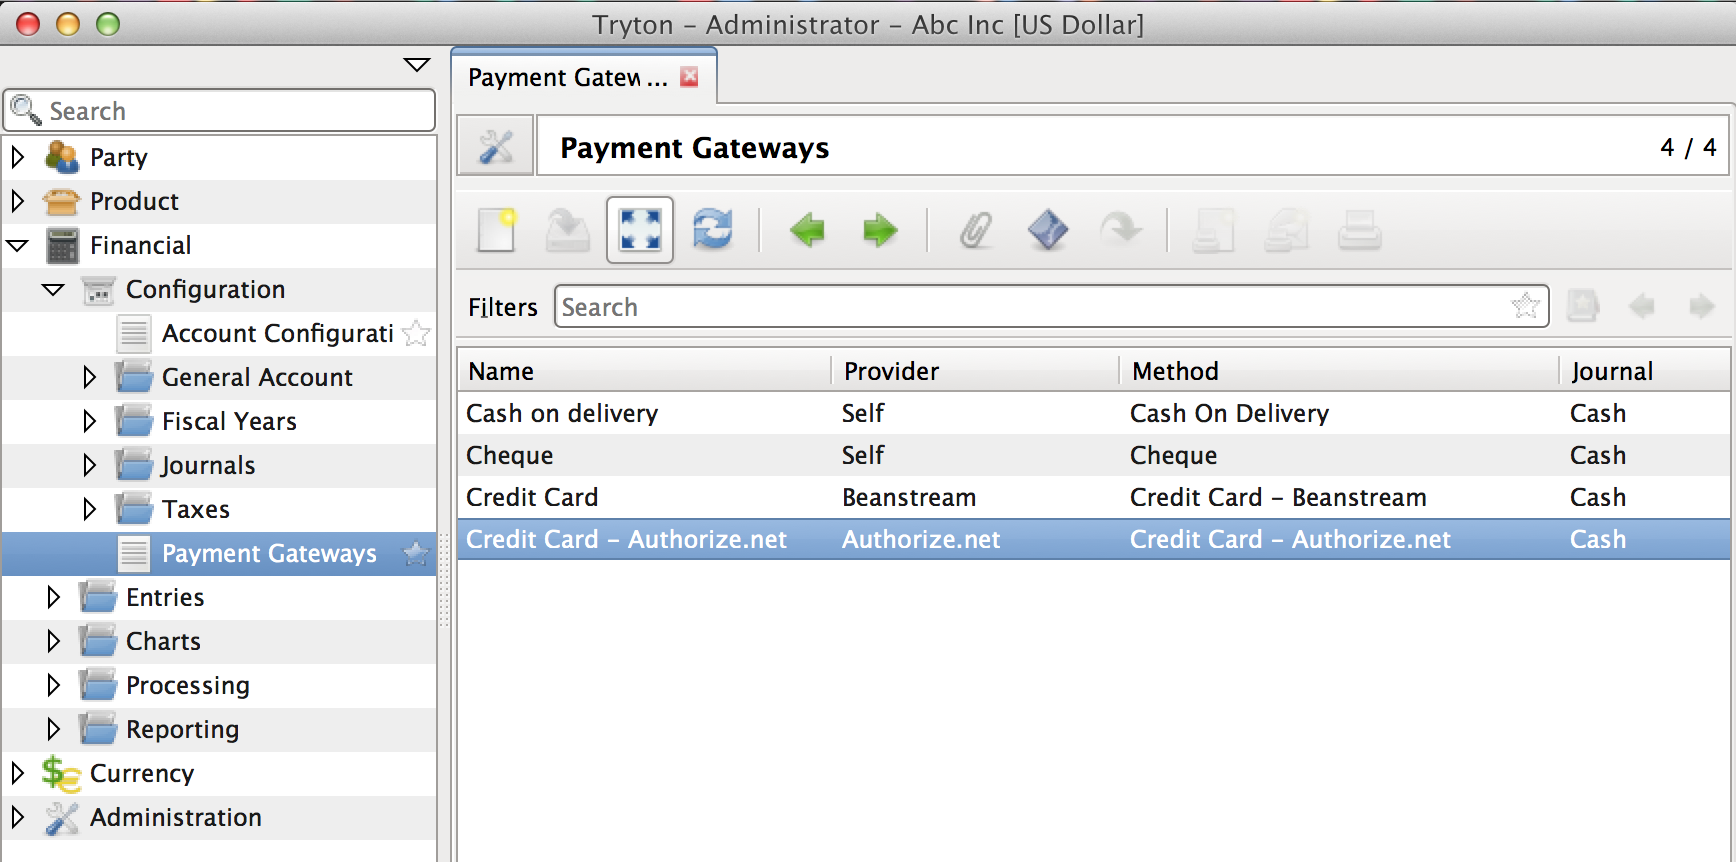 Tryton – Administrator – Abc Inc [US Dollar]
Search
Party
Product
Financial
Configuration
Account Configurati
General Account
Fiscal Years
Journals
Taxes
Payment Gateways
Entries
Charts
Processing
Reporting
Currency
Administration
Payment Gatew ...
Payment Gateways 4 / 4
Filters Search
Name Provider Method Journal
Cash on delivery Self Cash On Delivery Cash
Cheque Self Cheque Cash
Credit Card Beanstream Credit Card – Beanstream Cash
Credit Card – Authorize.net Authorize.net Credit Card – Authorize.net Cash